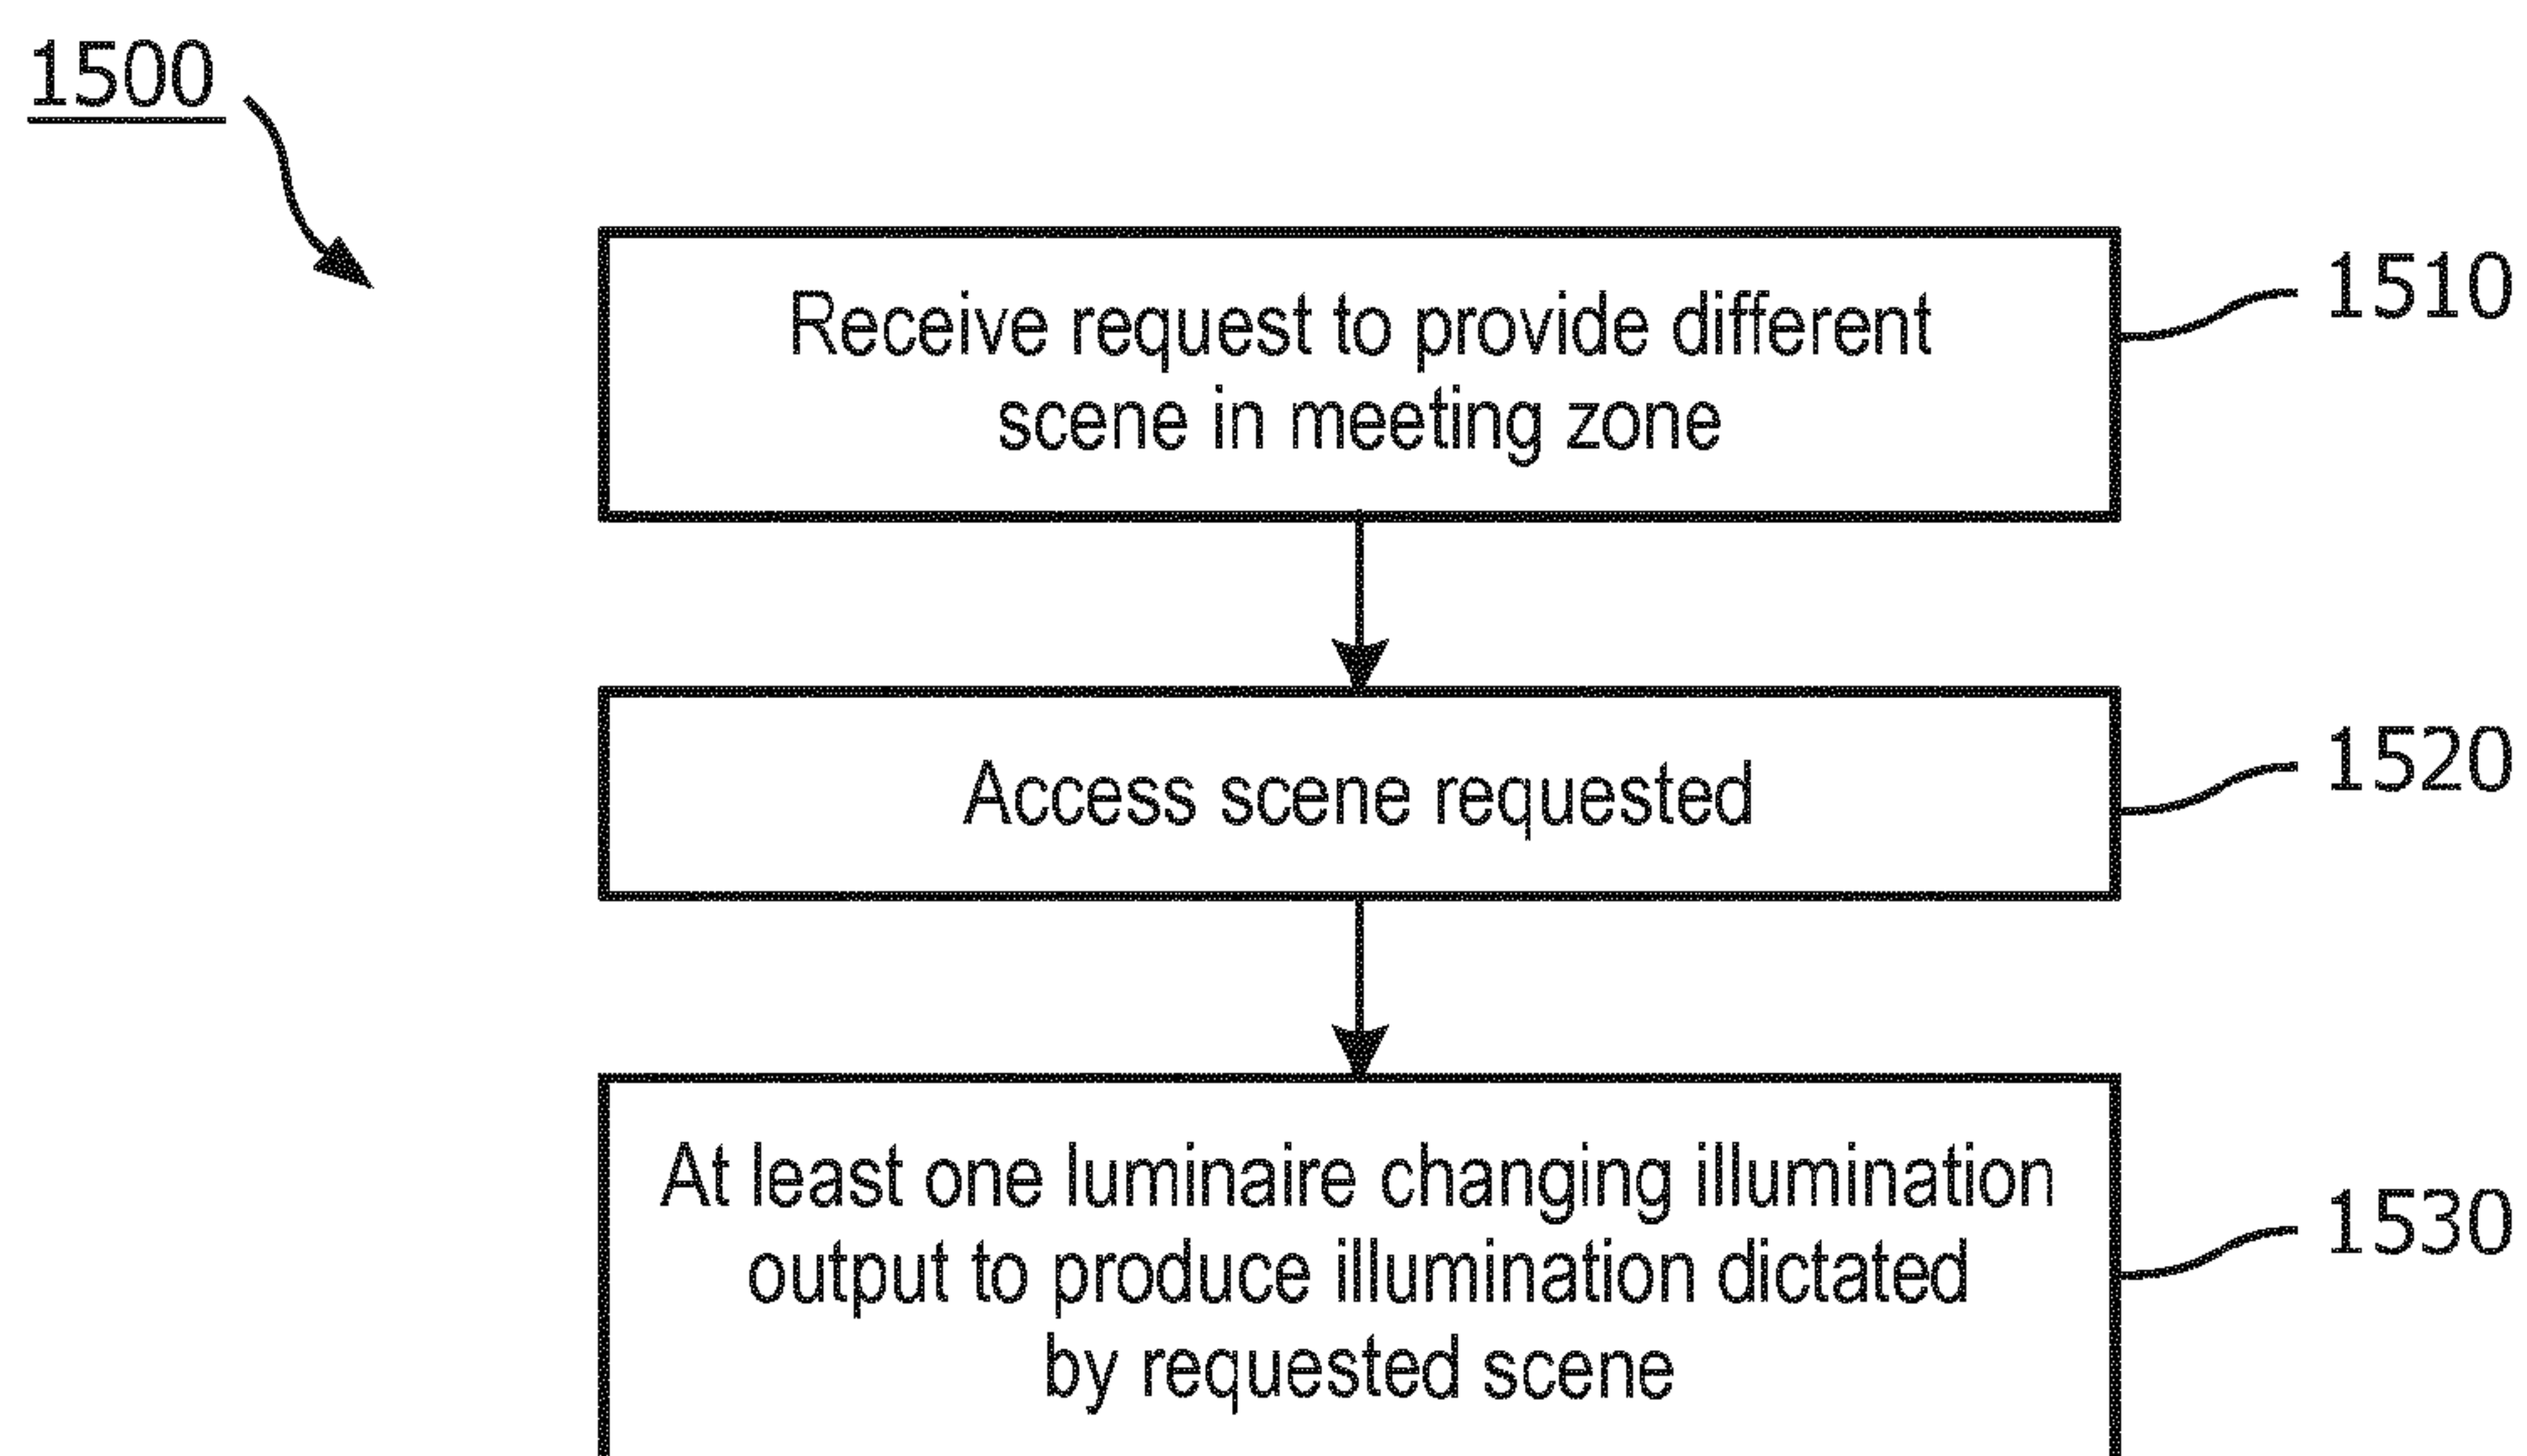 1500
Receive request to provide different
scene in meeting zone
1510
Access scene requested
1520
At least one luminaire changing illumination
output to produce illumination dictated
by requested scene
1530